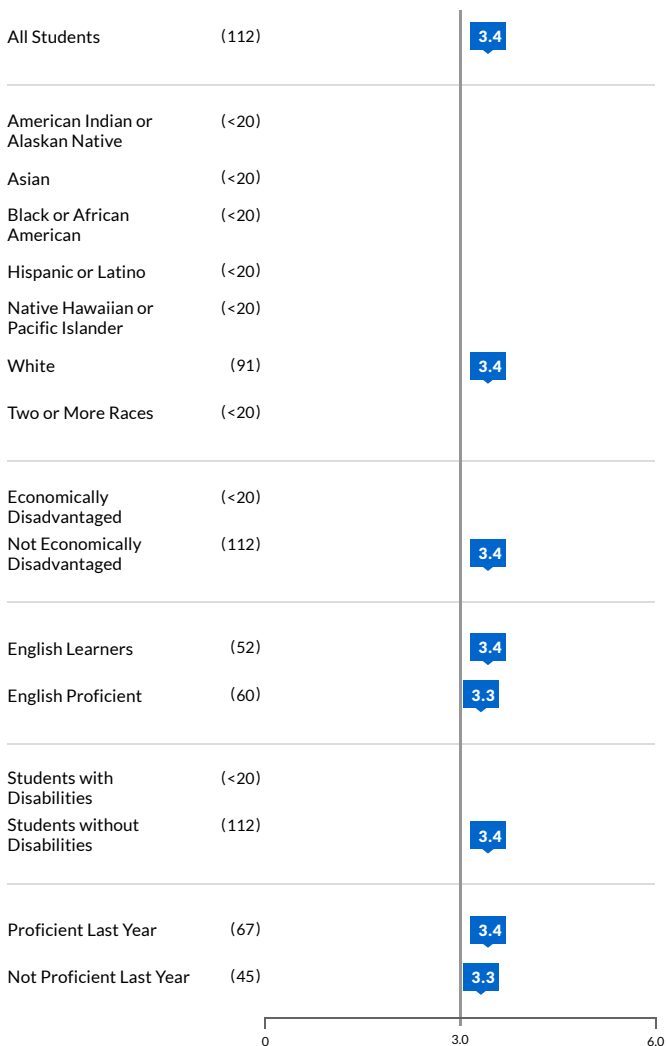 All Students (112) 3.4
American Indian or (<20)
Alaskan Native
Asian (<20)
Black or African (<20)
American
Hispanic or Latino (<20)
Native Hawaiian or (<20)
Pacific Islander
White (91) 3.4
Two or More Races (<20)
Economically (<20)
Disadvantaged
Not Economically (112) 3.4
Disadvantaged
English Learners (52) 3.4
English Proficient (60) 3.3
Students with (<20)
Disabilities
Students without (112) 3.4
Disabilities
Proficient Last Year (67) 3.4
Not Proficient Last Year (45) 3.3
0 3.0 6.0